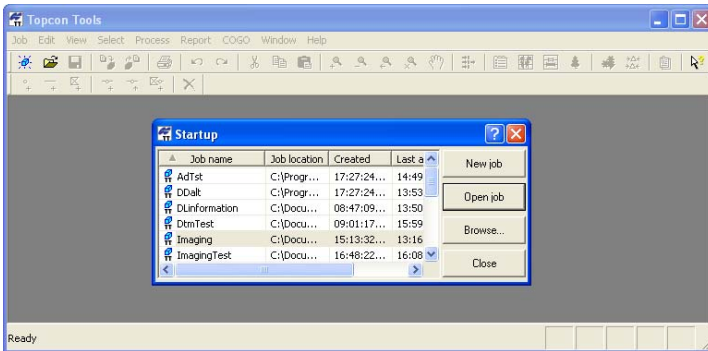 Topcon Tools
Job Edit View Select Process Report COGO Window Help
Startup
Job name Job location Created Last a
AdTst C:\Progr... 17:27:24... 14:49
DDalt C:\Progr... 17:27:24... 13:53
DLinformation C:\Docu... 08:47:09... 13:50
DtmTest C:\Docu... 09:01:17... 15:59
Imaging C:\Docu... 15:13:32... 13:16
ImagingTest C:\Docu... 16:48:22... 16:08
New job
Open job
Browse...
Close
Ready